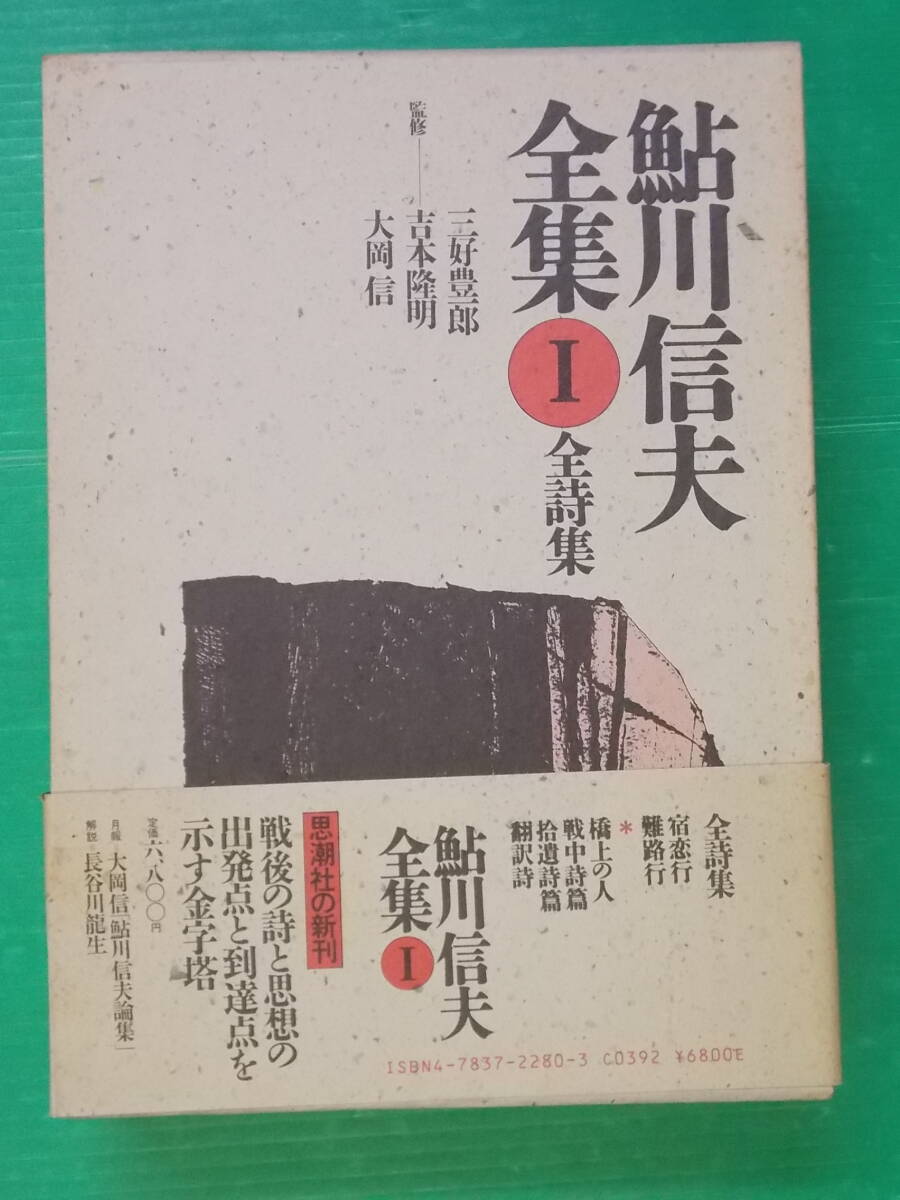 鮎川信夫
全集
I
全詩集
監修
三好豊一郎
吉本隆明
大岡信
全詩集
宿恋行
難路行
*
橋上の人
戦中詩篇
拾遺詩篇
翻訳詩
鮎川信夫
全集
I
思潮社の新刊
戦後の詩と思想の
出発点と到達点を
示す金字塔
定価六、八〇〇円
月報=大岡信「鮎川信夫論集」
解説=長谷川龍生
ISBN4-7837-2280-3 C0392 ¥6800E